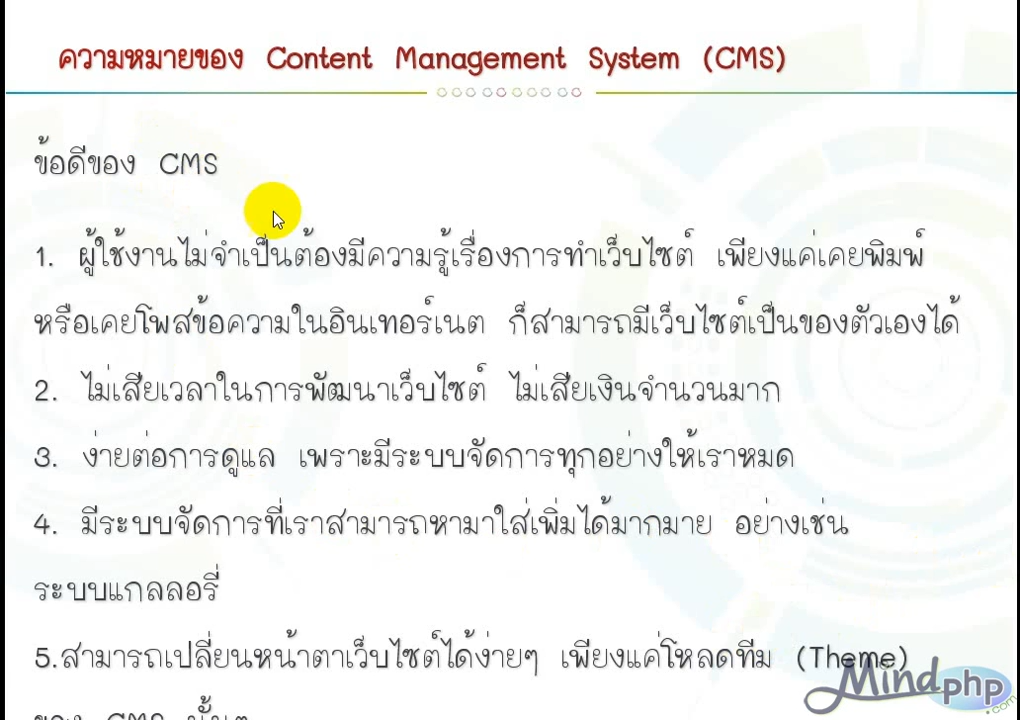 ความหมายของ Content Management System (CMS)
ข้อดีของ CMS
1. ผู้ใช้งานไม่จำเป็นต้องมีความรู้เรื่องการทำเว็บไซต์ เพียงแค่เคยพิมพ์
หรือเคยโพสข้อความในอินเทอร์เนต ก็สามารถมีเว็บไซต์เป็นของตัวเองได้
2. ไม่เสียเวลาในการพัฒนาเว็บไซต์ ไม่เสียเงินจำนวนมาก
3. ง่ายต่อการดูแล เพราะมีระบบจัดการทุกอย่างให้เราหมด
4. มีระบบจัดการที่เราสามารถหามาใส่เพิ่มได้มากมาย อย่างเช่น
ระบบแกลลอรี่
5.สามารถเปลี่ยนหน้าตาเว็บไซต์ได้ง่ายๆ เพียงแค่โหลดทีม (Theme)
ของ CMS นั้นๆ
Mindphp.com